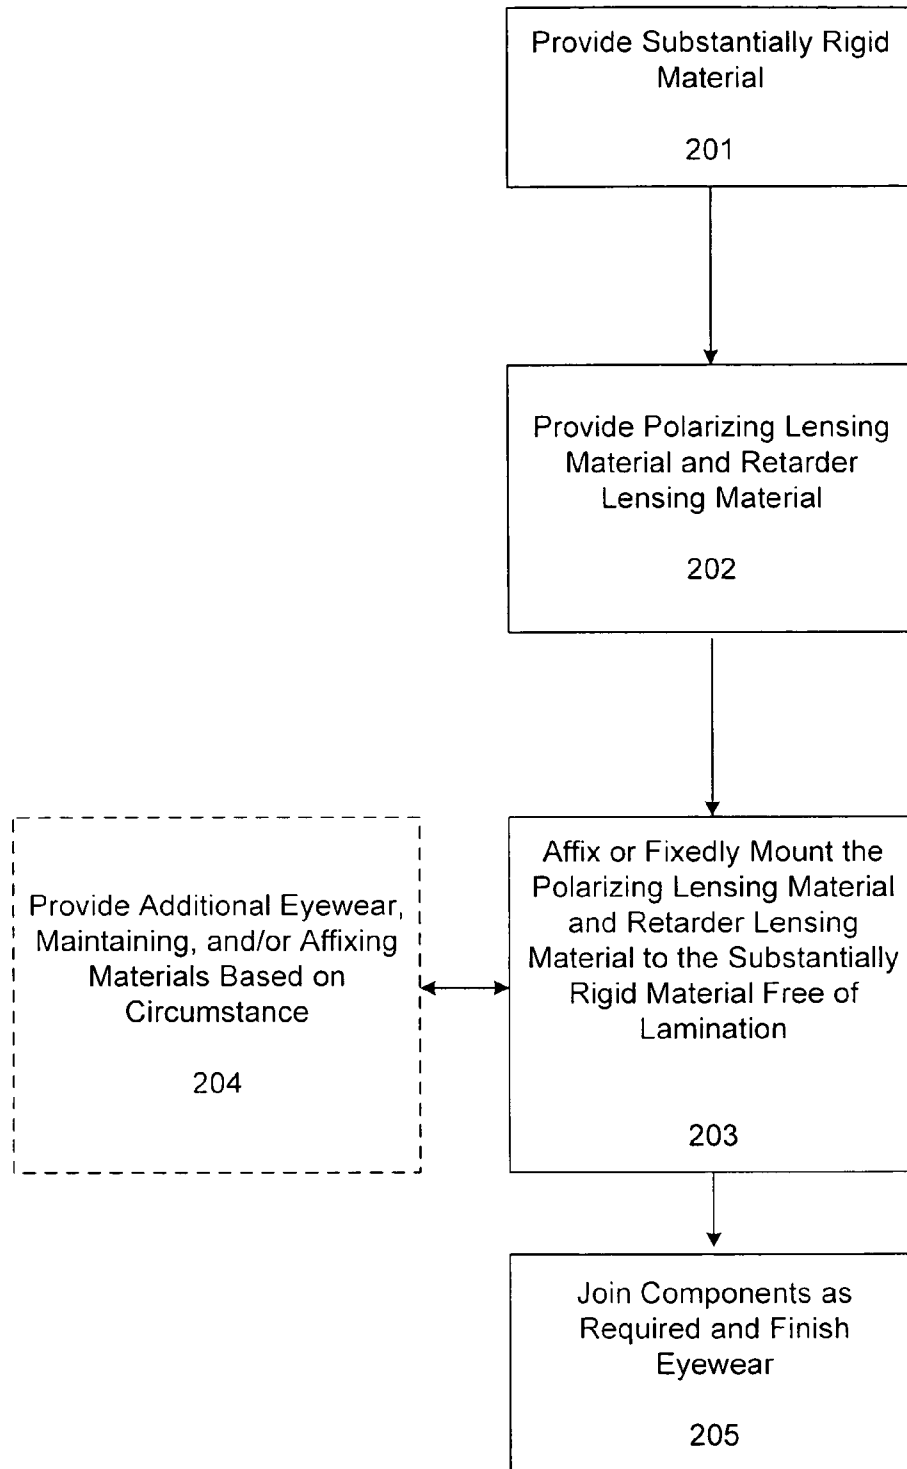 Provide Substantially Rigid
Material
201
Provide Polarizing Lensing
Material and Retarder
Lensing Material
202
Affix or Fixedly Mount the
Polarizing Lensing Material
and Retarder Lensing
Material to the Substantially
Rigid Material Free of
Lamination
203
Provide Additional Eyewear,
Maintaining, and/or Affixing
Materials Based on
Circumstance
204
Join Components as
Required and Finish
Eyewear
205